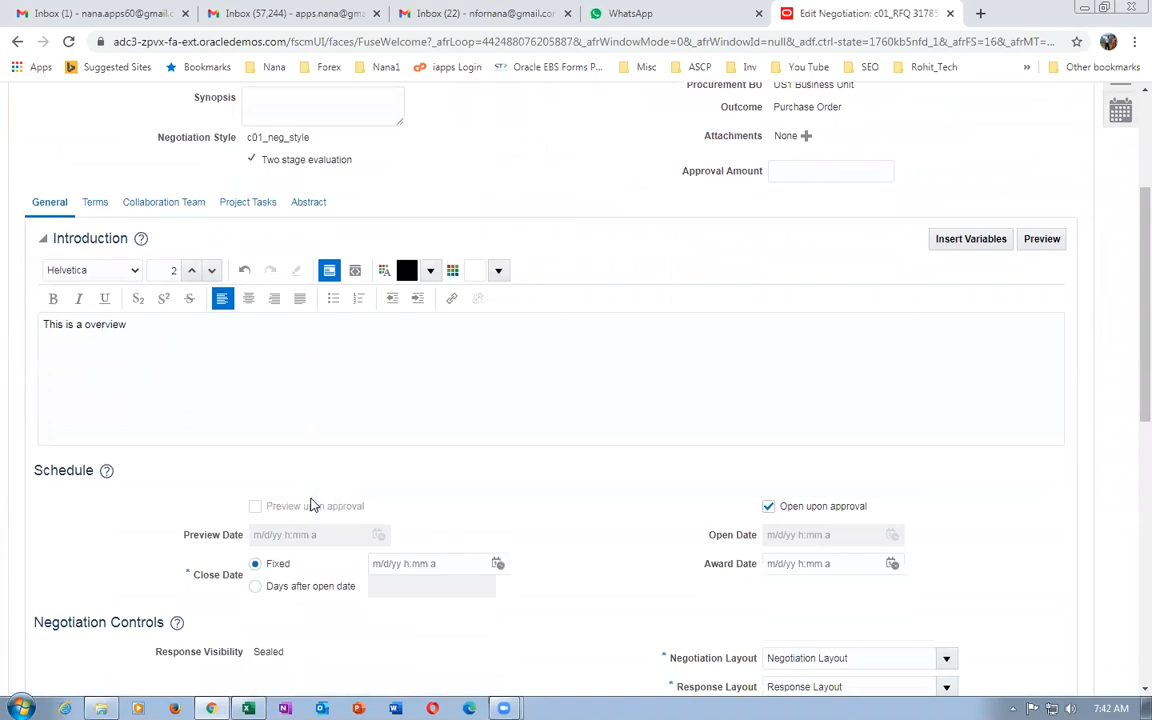 Inbox (1) - nana.apps60@gmail.c
Inbox (57,244) - apps.nana@gma
Inbox (22) - nfornana@gmail.con
WhatsApp
Edit Negotiation: c01_RFQ 31785
adc3-zpvx-fa-ext.oracledemos.com/fscmUI/faces/FuseWelcome?_afrLoop=442488076205887&_afrWindowMode=0&_afrWindowId=null&_adf.ctrl-state=1760kb5nfd_1&_afrFS=16&_afrMT=...
Apps Suggested Sites Bookmarks Nana Forex Nana1 iapps Login Oracle EBS Forms P... Misc ASCP Inv You Tube SEO Rohit_Tech » Other bookmarks
Synopsis
Procurement BU US1 Business Unit
Outcome Purchase Order
Negotiation Style c01_neg_style
Attachments None
Two stage evaluation
Approval Amount
General Terms Collaboration Team Project Tasks Abstract
Introduction
Insert Variables Preview
Helvetica 2
B I U S2 S2 S
This is a overview
Schedule
Preview upon approval
Open upon approval
Preview Date m/d/yy h:mm a
Open Date m/d/yy h:mm a
* Close Date
Fixed m/d/yy h:mm a
Award Date m/d/yy h:mm a
Days after open date
Negotiation Controls
Response Visibility Sealed
* Negotiation Layout Negotiation Layout
* Response Layout Response Layout
7:42 AM